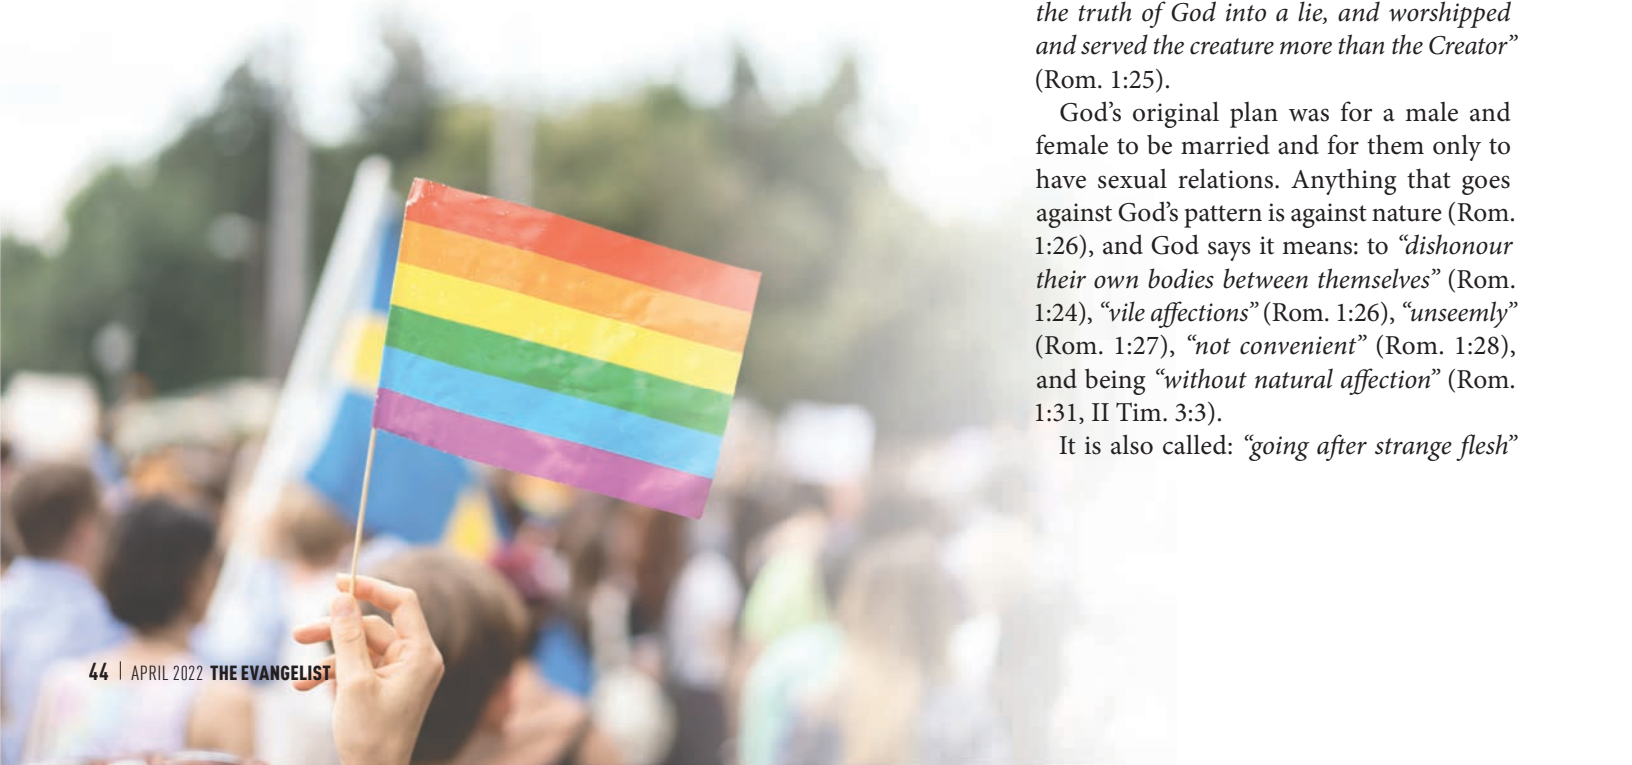 the truth of God into a lie, and worshipped
and served the creature more than the Creator”
(Rom. 1:25).
God’s original plan was for a male and
female to be married and for them only to
have sexual relations. Anything that goes
against God’s pattern is against nature (Rom.
1:26), and God says it means: to “dishonour
their own bodies between themselves” (Rom.
1:24), “vile affections” (Rom. 1:26), “unseemly”
(Rom. 1:27), “not convenient” (Rom. 1:28),
and being “without natural affection” (Rom.
1:31, II Tim. 3:3).
It is also called: “going after strange flesh”
44 | APRIL 2022 THE EVANGELIST